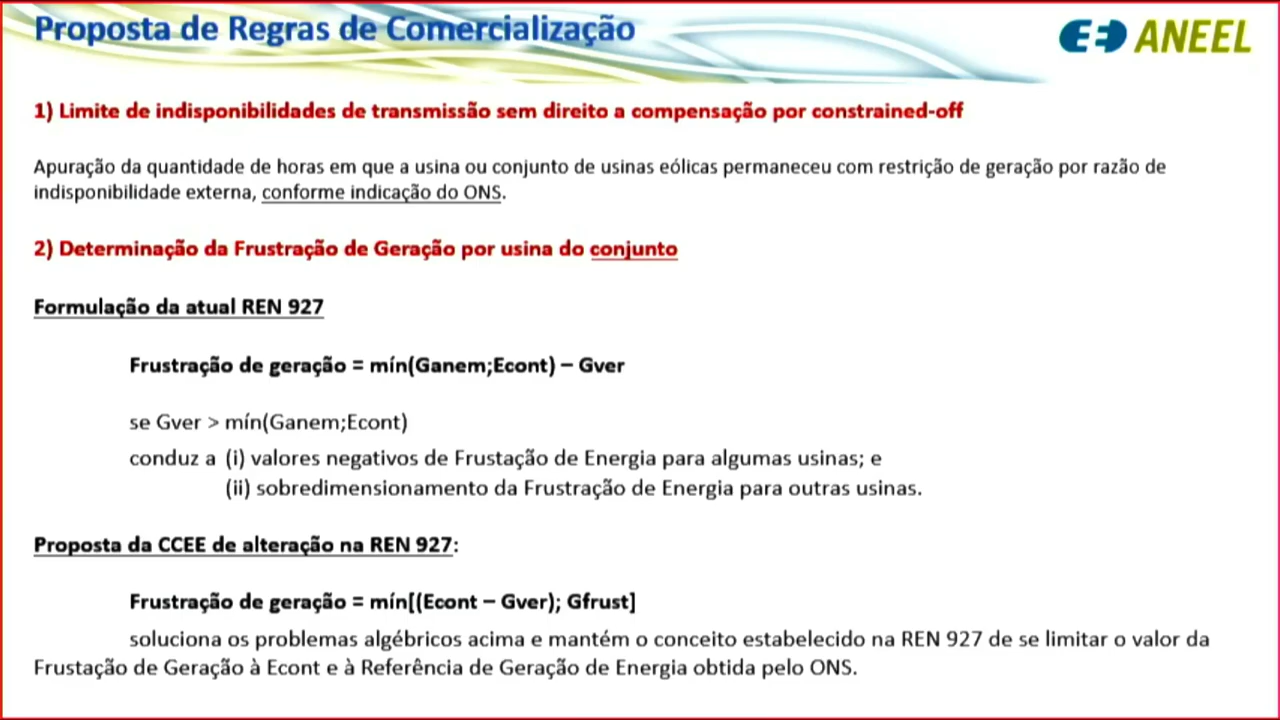 Proposta de Regras de Comercialização
ANEEL
1) Limite de indisponibilidades de transmissão sem direito a compensação por constrained-off
Apuração da quantidade de horas em que a usina ou conjunto de usinas eólicas permaneceu com restrição de geração por razão de
indisponibilidade externa, conforme indicação do ONS.
2) Determinação da Frustração de Geração por usina do conjunto
Formulação da atual REN 927
Frustração de geração = mín(Ganem;Econt) – Gver
se Gver > mín(Ganem;Econt)
conduz a (i) valores negativos de Frustação de Energia para algumas usinas; e
(ii) sobredimensionamento da Frustração de Energia para outras usinas.
Proposta da CCEE de alteração na REN 927:
Frustração de geração = mín[(Econt – Gver); Gfrust]
soluciona os problemas algébricos acima e mantém o conceito estabelecido na REN 927 de se limitar o valor da
Frustação de Geração à Econt e à Referência de Geração de Energia obtida pelo ONS.